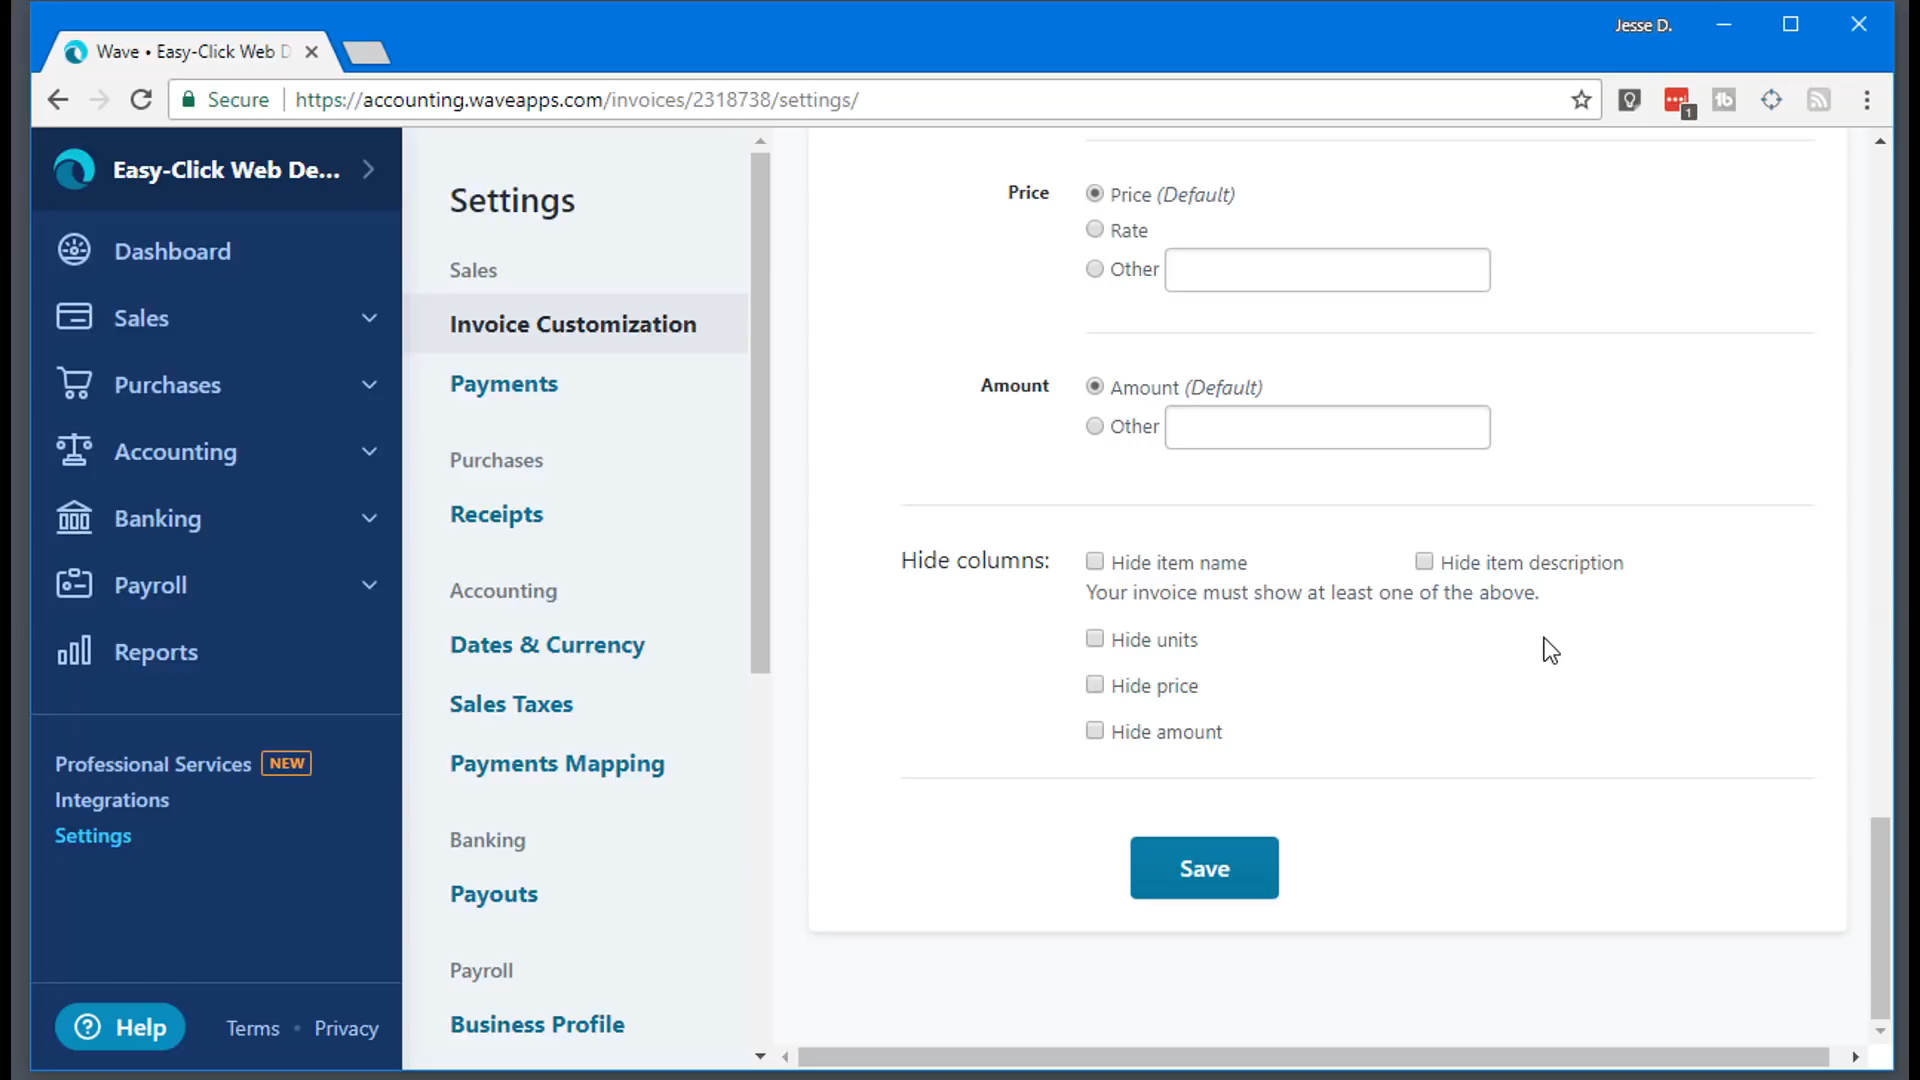 Jesse D.
Wave • Easy-Click Web D
Secure
https://accounting.waveapps.com/invoices/2318738/settings/
1
Easy-Click Web De...
Dashboard
Sales
Purchases
Accounting
Banking
Payroll
Reports
Professional Services NEW
Integrations
Settings
Help
Terms • Privacy
Settings
Sales
Invoice Customization
Payments
Purchases
Receipts
Accounting
Dates & Currency
Sales Taxes
Payments Mapping
Banking
Payouts
Payroll
Business Profile
Price
Price (Default)
Rate
Other
Amount
Amount (Default)
Other
Hide columns:
Hide item name
Hide item description
Your invoice must show at least one of the above.
Hide units
Hide price
Hide amount
Save